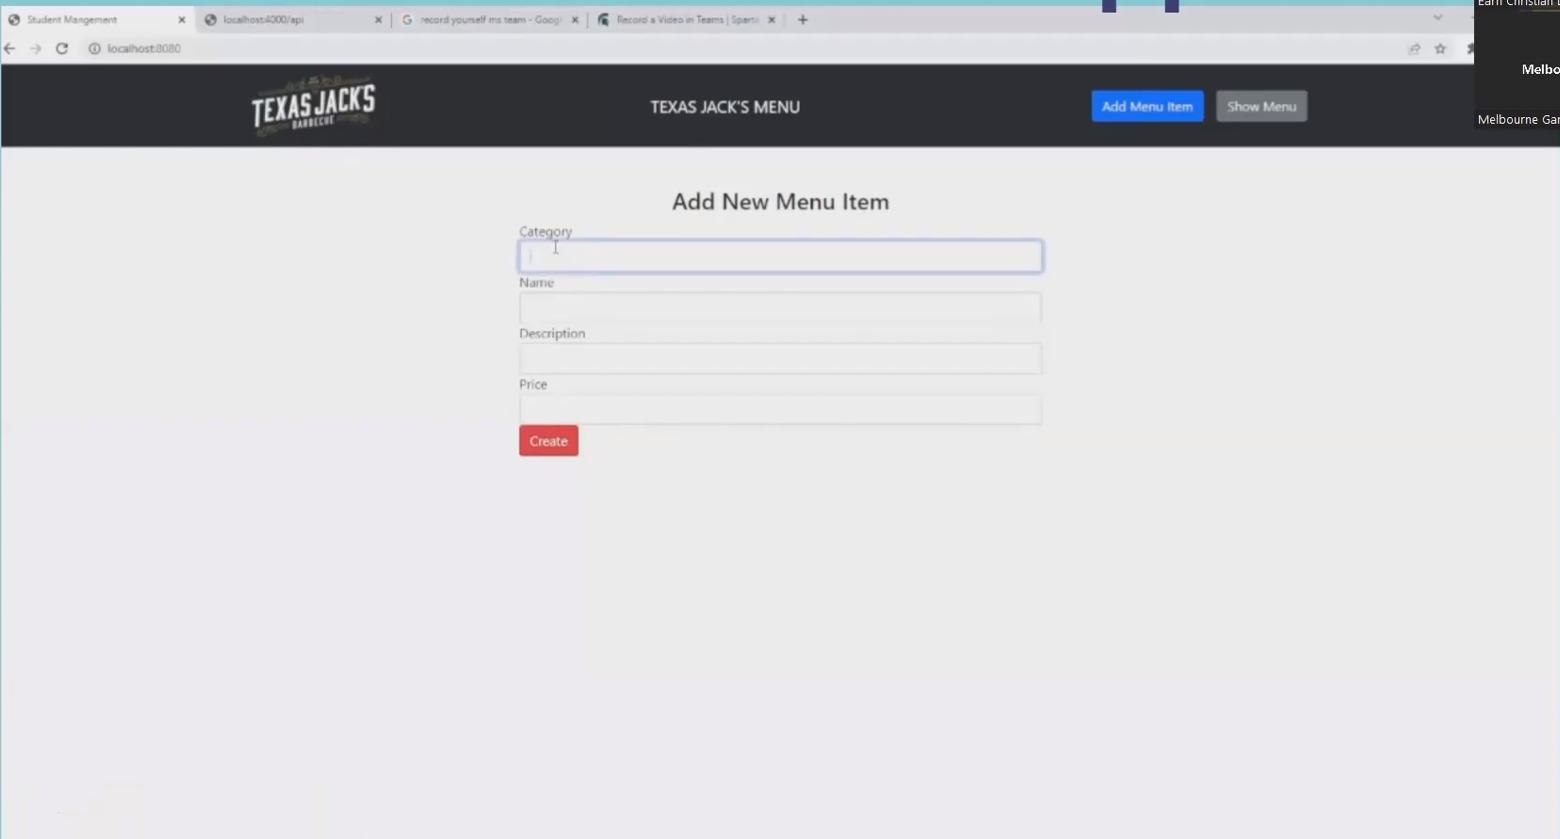 Student Mangement
localhost:4000/api
record yourself ms team - Googl
Record a Video in Teams | Sparta
Earn Christian
localhost:8080
Melbo
Melbourne Gar
TEXAS JACK'S
BARBECUE
TEXAS JACK'S MENU
Add Menu Item
Show Menu
Add New Menu Item
Category
Name
Description
Price
Create